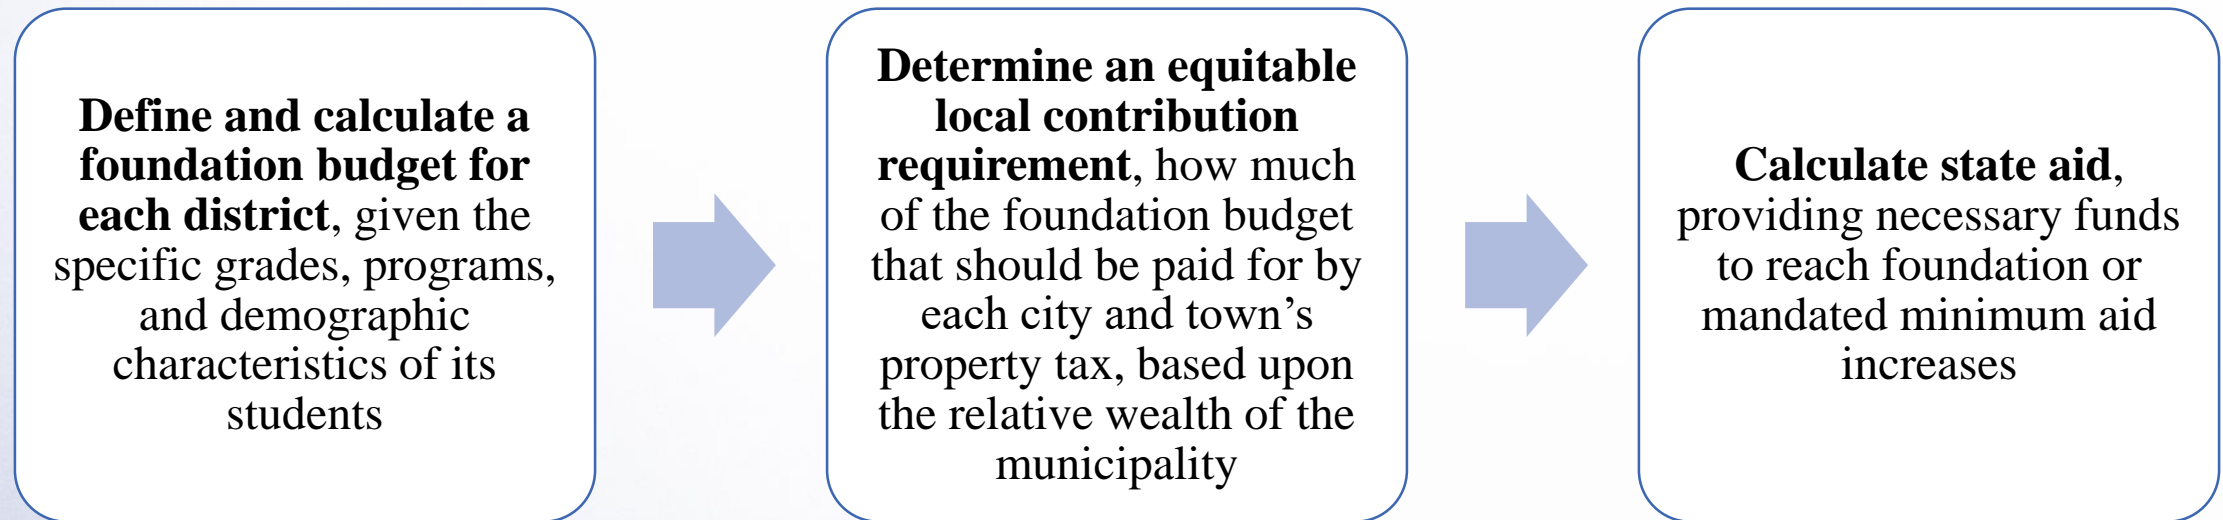 Define and calculate a
foundation budget for
each district, given the
specific grades, programs,
and demographic
characteristics of its
students
Determine an equitable
local contribution
requirement, how much
of the foundation budget
that should be paid for by
each city and town’s
property tax, based upon
the relative wealth of the
municipality
Calculate state aid,
providing necessary funds
to reach foundation or
mandated minimum aid
increases